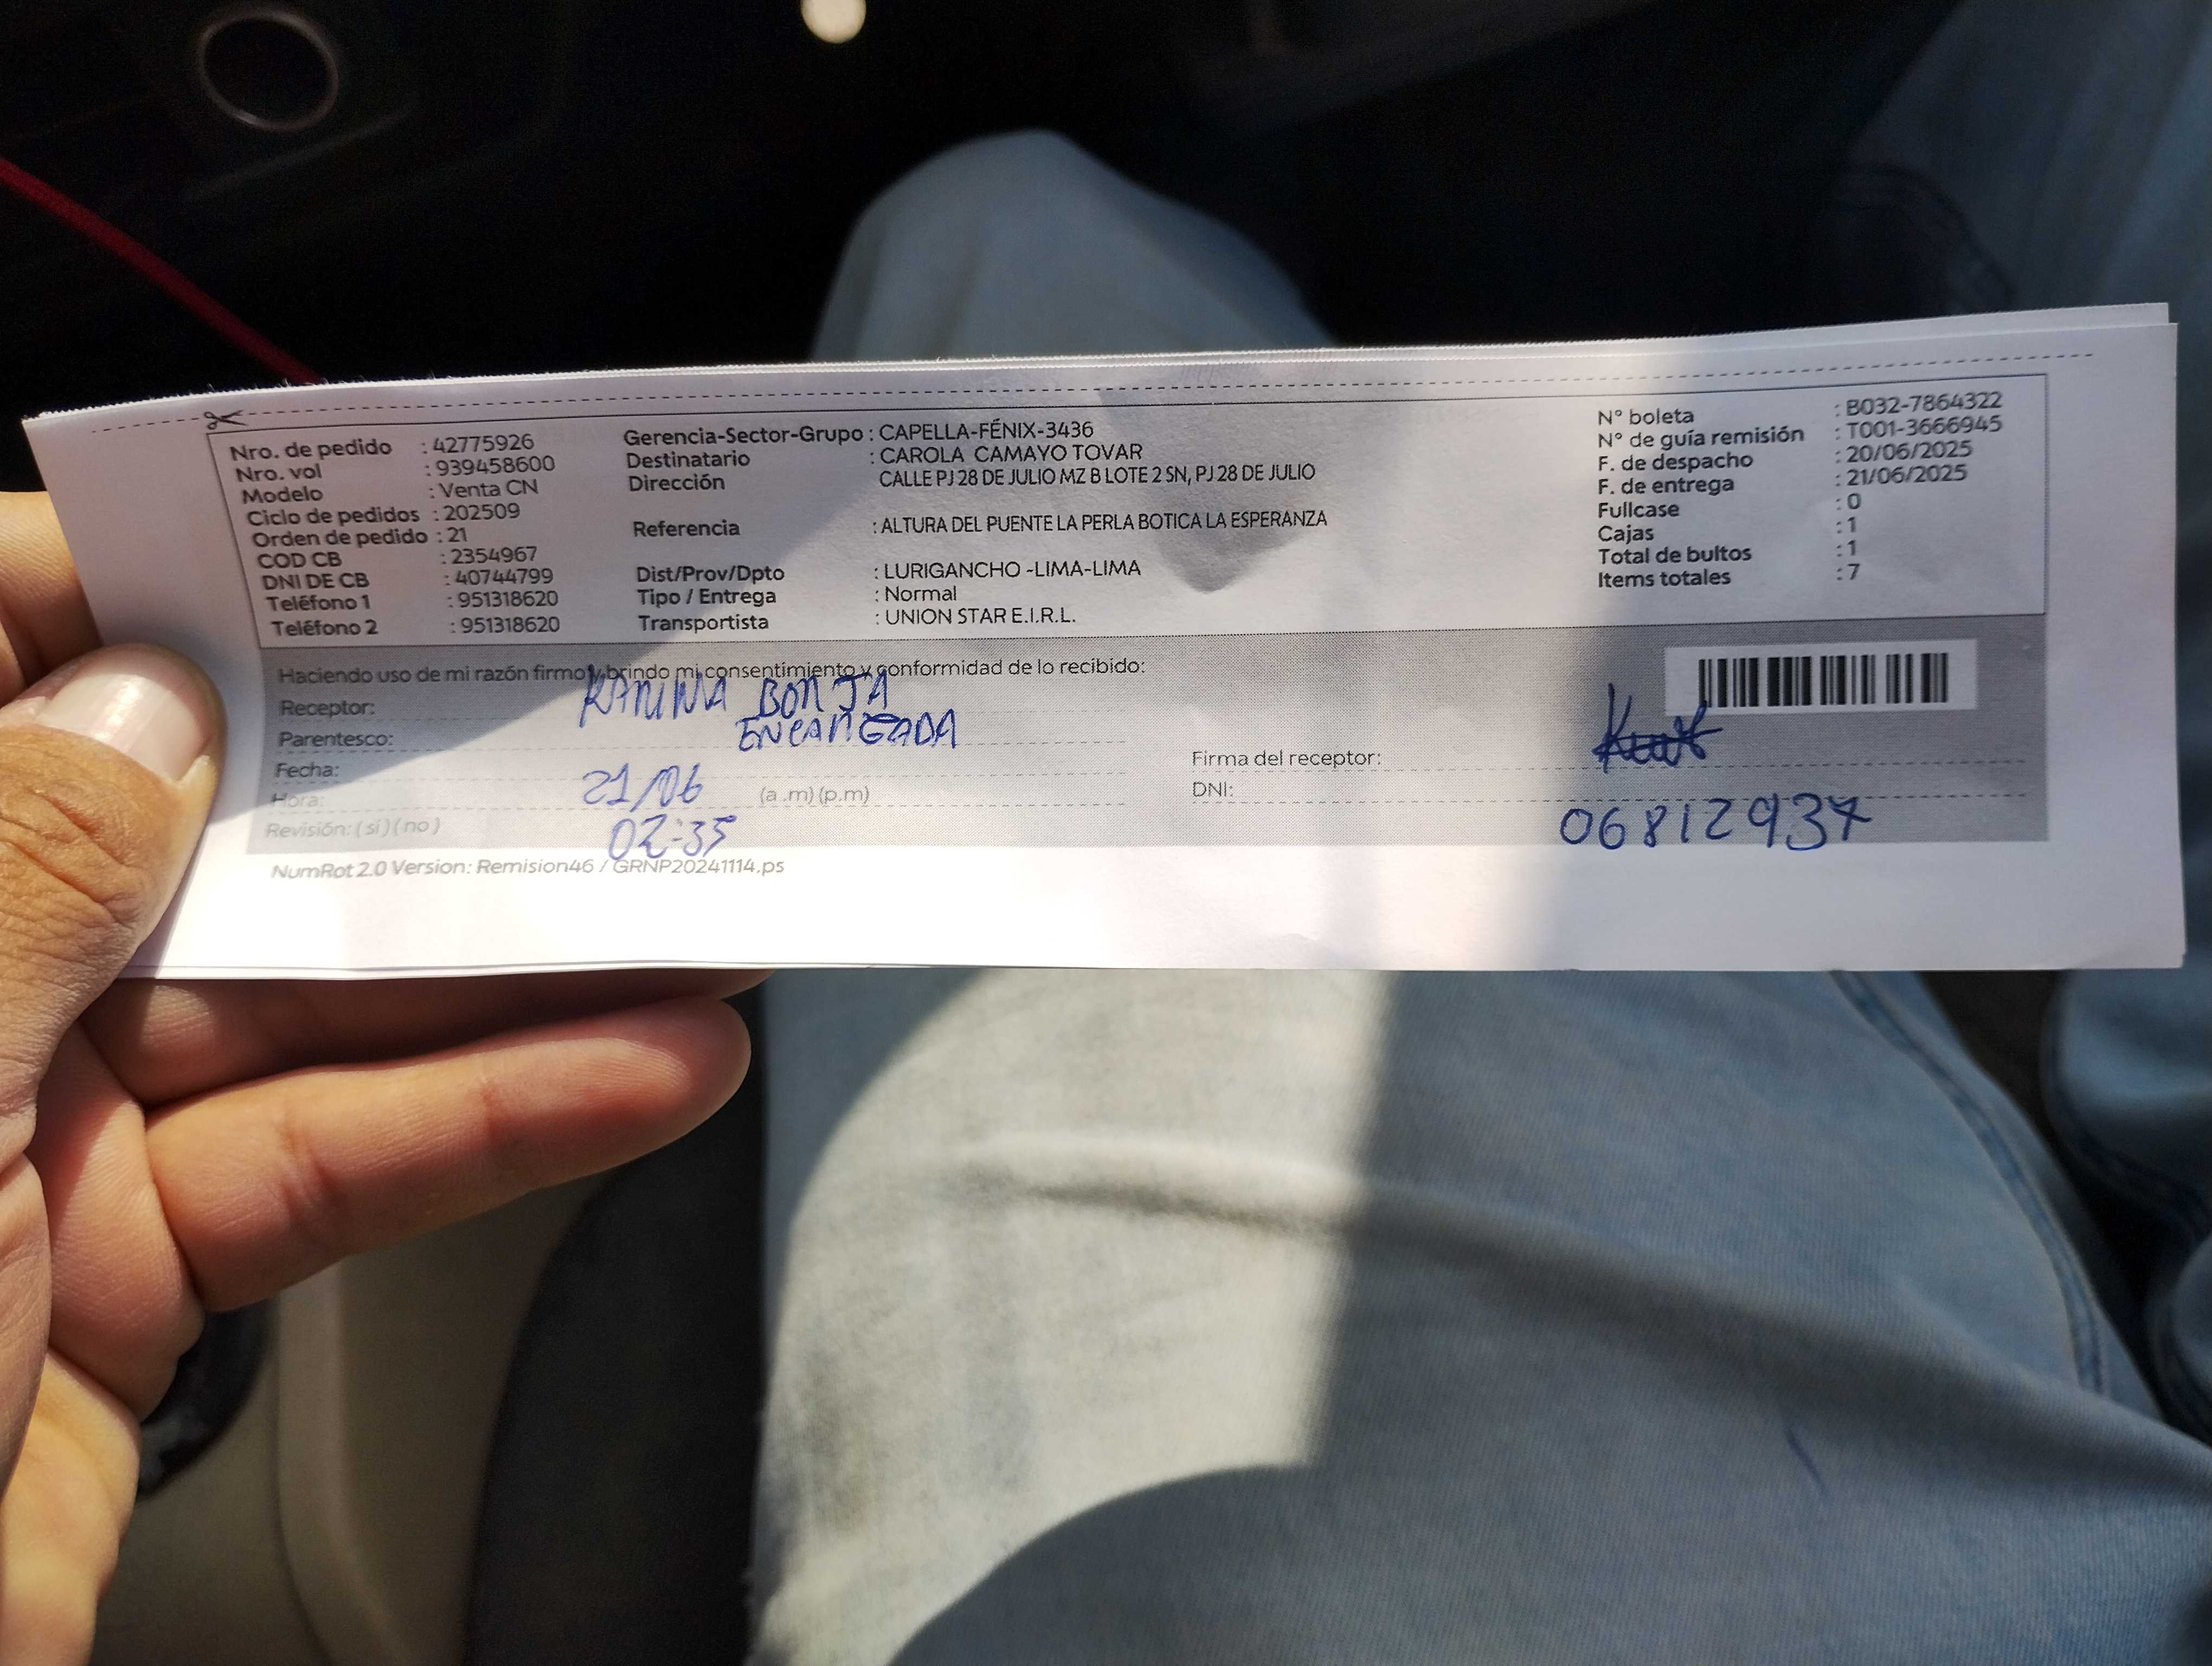 Nro. de pedido : 42775926
Nro. vol : 939458600
Modelo : Venta CN
Ciclo de pedidos : 202509
Orden de pedido : 21
COD CB : 2354967
DNI DE CB : 40744799
Teléfono 1 : 951318620
Teléfono 2 : 951318620
Gerencia-Sector-Grupo : CAPELLA-FÉNIX-3436
Destinatario : CAROLA CAMAYO TOVAR
Dirección CALLE PJ 28 DE JULIO MZ B LOTE 2 SN, PJ 28 DE JULIO
Referencia : ALTURA DEL PUENTE LA PERLA BOTICA LA ESPERANZA
Dist/Prov/Dpto : LURIGANCHO -LIMA-LIMA
Tipo / Entrega : Normal
Transportista : UNION STAR E.I.R.L.
N° boleta : B032-7864322
N° de guía remisión : T001-3666945
F. de despacho : 20/06/2025
F. de entrega : 21/06/2025
Fullcase : 0
Cajas : 1
Total de bultos : 1
Items totales : 7
Haciendo uso de mi razón firmo y brindo mi consentimiento y conformidad de lo recibido:
Receptor: KARINA BORJA
Parentesco: ENCARGADA
Fecha: 21/06
Hora: (a .m) (p.m)
Revisión: ( si ) ( no ) 02:35
Firma del receptor:
DNI: 06812937
NumRot 2.0 Version: Remision46 / GRNP20241114.ps